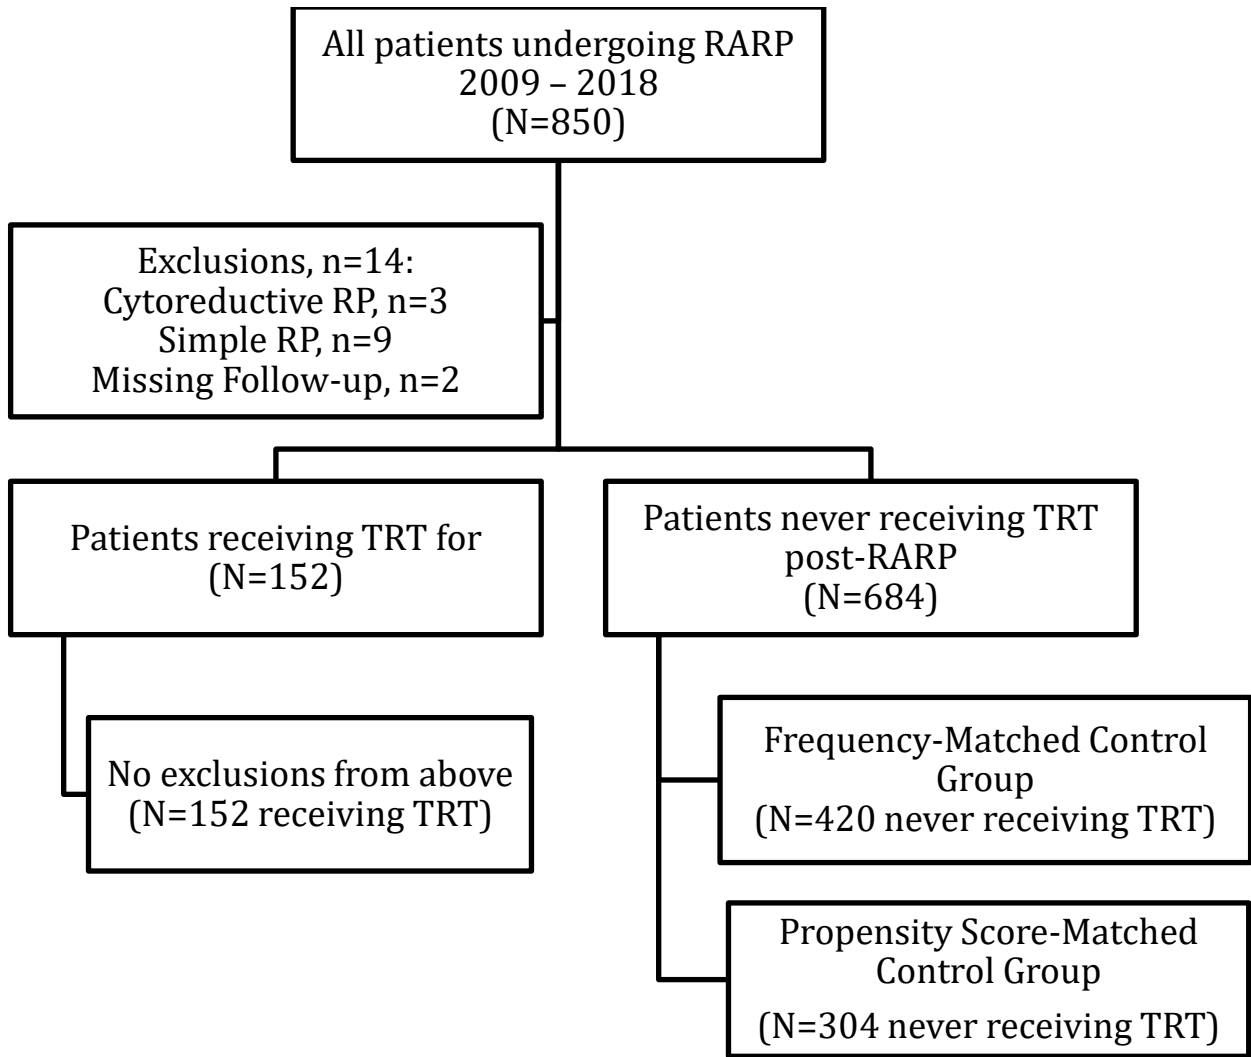 All patients undergoing RARP
2009 – 2018
(N=850)
Exclusions, n=14:
Cytoreductive RP, n=3
Simple RP, n=9
Missing Follow-up, n=2
Patients receiving TRT for
(N=152)
Patients never receiving TRT
post-RARP
(N=684)
No exclusions from above
(N=152 receiving TRT)
Frequency-Matched Control
Group
(N=420 never receiving TRT)
Propensity Score-Matched
Control Group
(N=304 never receiving TRT)